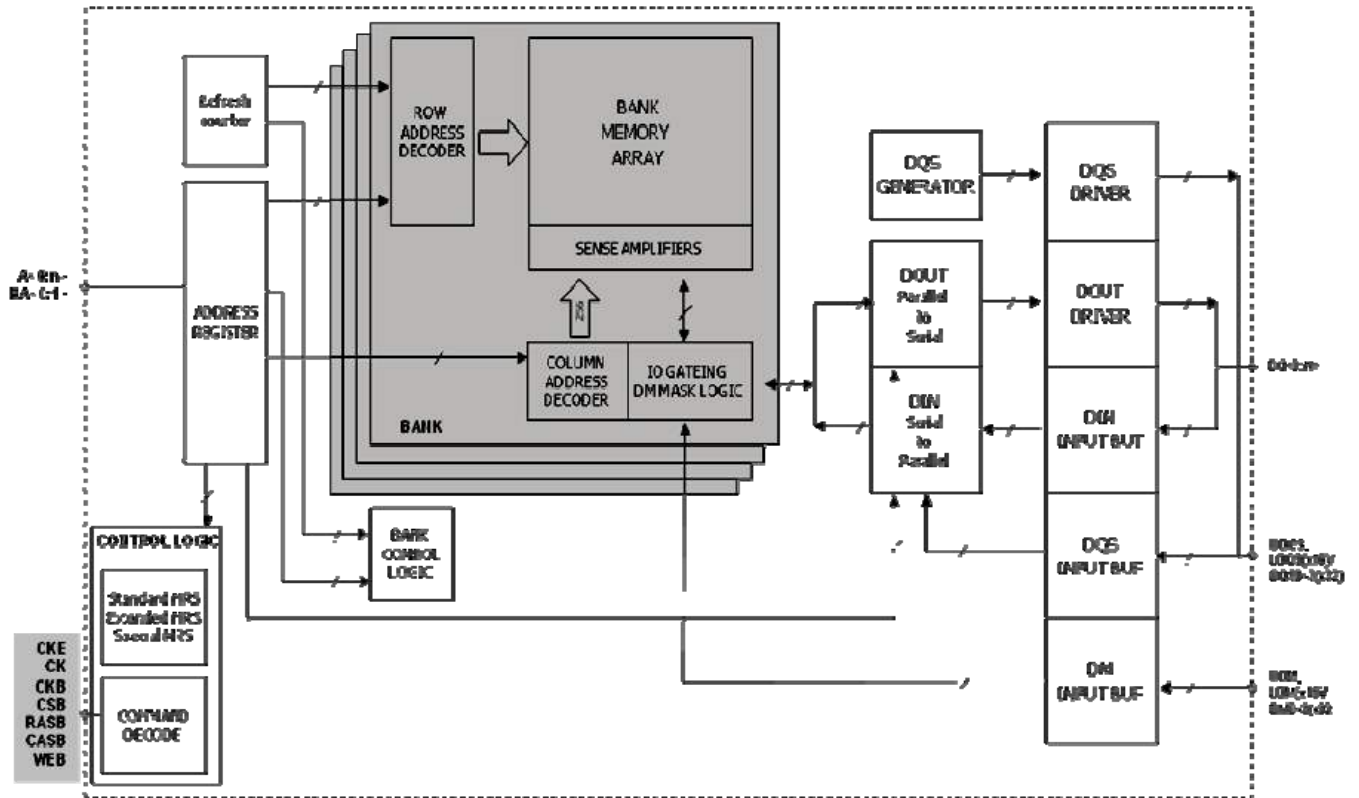 Refresh
counter
ROW
ADDRESS
DECODER
BANK
MEMORY
ARRAY
SENSE AMPLIFIERS
256
COLUMN
ADDRESS
DECODER
IO GATEING
DM MASK LOGIC
BANK
ADDRESS
REGISTER
BANK
CONTROL
LOGIC
CONTROL LOGIC
Standard MRS
Extended MRS
Special MRS
COMMAND
DECODE
CKE
CK
CKB
CSB
RASB
CASB
WEB
DQS
GENERATOR
DQS
DRIVER
DOUT
Parallel
to
Serial
DOUT
DRIVER
DIN
Serial
to
Parallel
DIN
INPUT BUT
DQS
INPUT BUF
DM
INPUT BUF